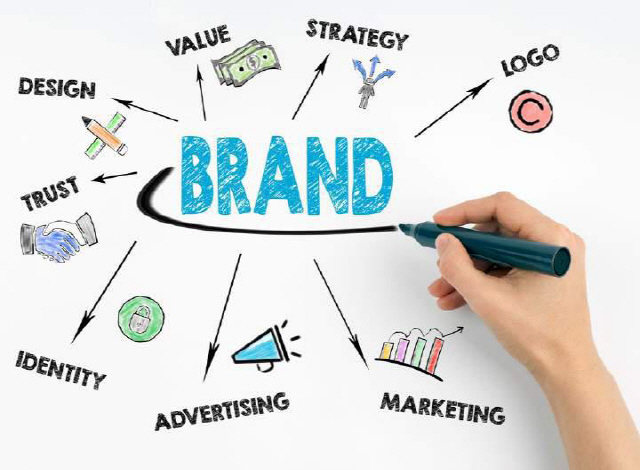 VALUE
STRATEGY
LOGO
DESIGN
BRAND
TRUST
IDENTITY
ADVERTISING
MARKETING
C
$